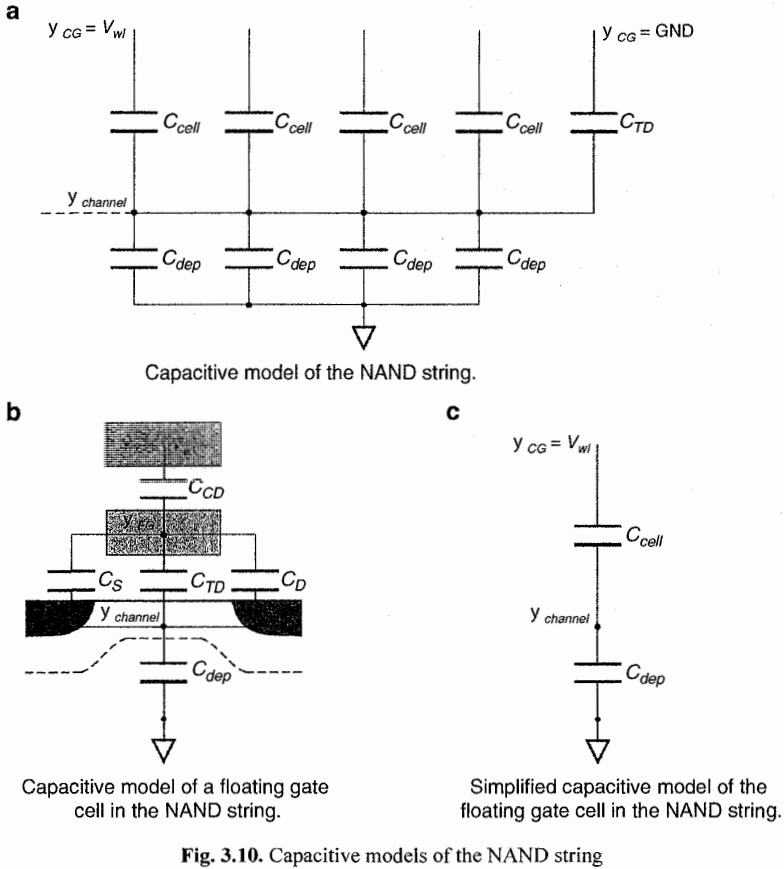 a
y CG = Vwl
y CG = GND
Ccell Ccell Ccell Ccell CTD
y channel
Cdep Cdep Cdep Cdep
Capacitive model of the NAND string.
b
CCD
CS CTD CD
y channel
Cdep
Capacitive model of a floating gate
cell in the NAND string.
c
y CG = Vwl
Ccell
y channel
Cdep
Simplified capacitive model of the
floating gate cell in the NAND string.
Fig. 3.10. Capacitive models of the NAND string